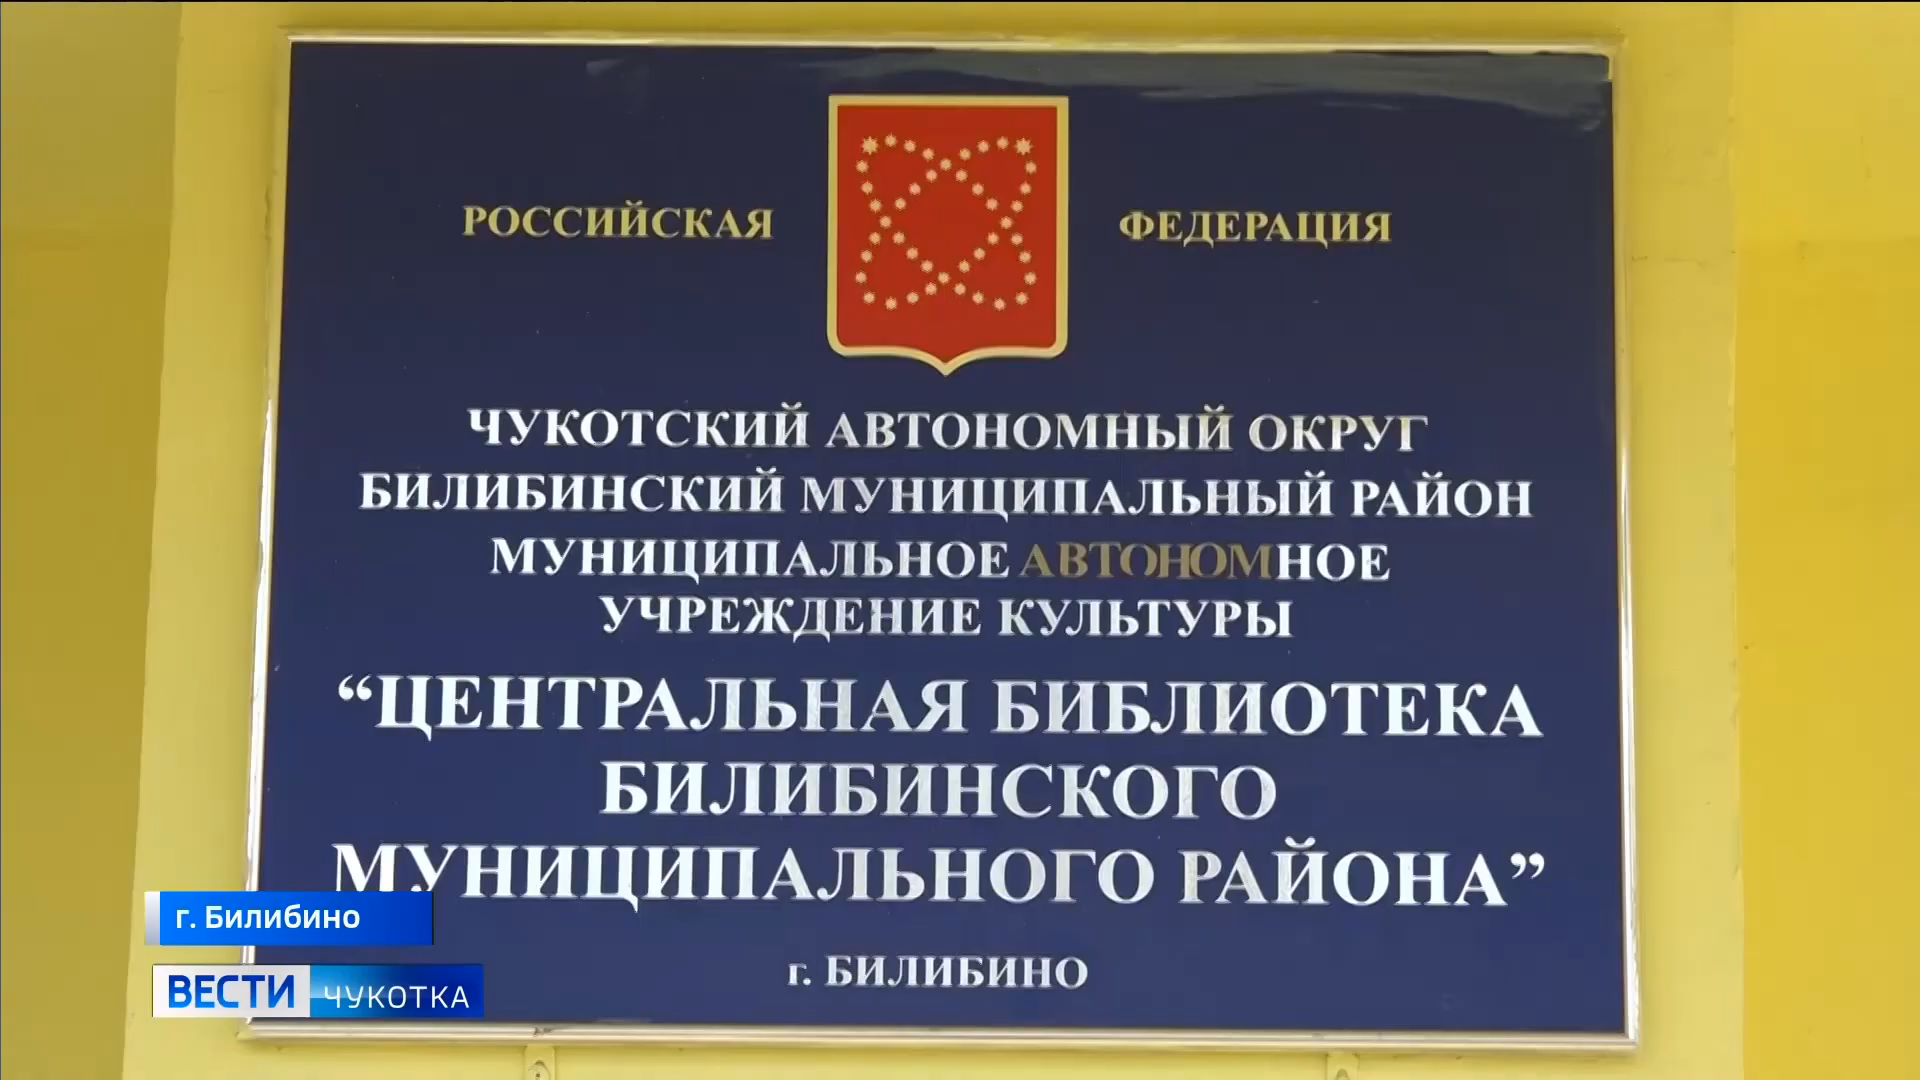 РОССИЙСКАЯ ФЕДЕРАЦИЯ
ЧУКОТСКИЙ АВТОНОМНЫЙ ОКРУГ
БИЛИБИНСКИЙ МУНИЦИПАЛЬНЫЙ РАЙОН
МУНИЦИПАЛЬНОЕ АВТОНОМНОЕ
УЧРЕЖДЕНИЕ КУЛЬТУРЫ
“ЦЕНТРАЛЬНАЯ БИБЛИОТЕКА
БИЛИБИНСКОГО
МУНИЦИПАЛЬНОГО РАЙОНА”
г. БИЛИБИНО
г. Билибино
ВЕСТИ ЧУКОТКА